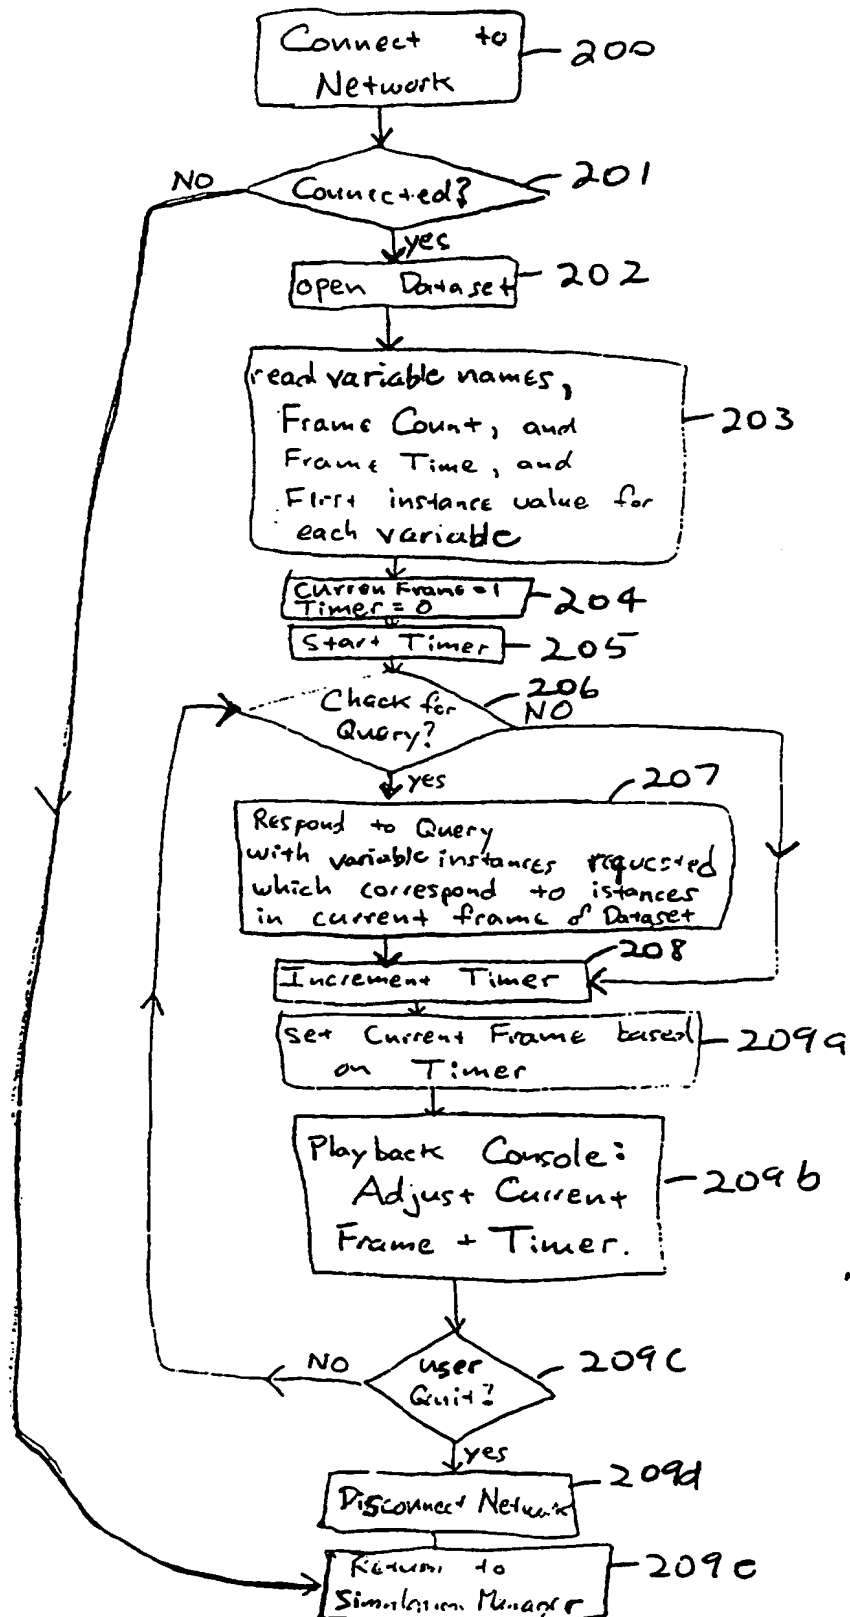 Connect to
Network
200
NO
Connected?
201
yes
open Dataset
202
read variable names,
Frame Count, and
Frame Time, and
First instance value for
each variable
203
Curren Frame = 1
Timer = 0
204
Start Timer
205
Check for
Query?
206
NO
yes
207
Respond to Query
with variable instances requested
which correspond to istances
in current frame of Dataset
208
Increment Timer
set Current Frame based
on Timer
209a
Playback Console:
Adjust Current
Frame + Timer.
209b
NO
user
Quit?
209c
yes
Disconnect Network
209d
Return to
Simulation Manager
209e